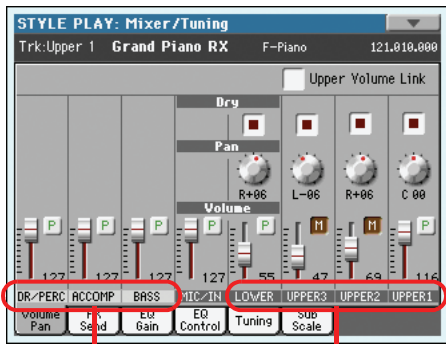 STYLE PLAY: Mixer/Tuning
Trk:Upper 1 Grand Piano RX F-Piano 121.010.000
Upper Volume Link
Dry
Pan
R+06 L-06 R+06 C 00
Volume
P P P P P M M P
127 127 127 127 55 47 69 116
DR/PERC ACCOMP BASS MIC/IN LOWER UPPER3 UPPER2 UPPER1
Volume Pan FX Send EQ Gain EQ Control Tuning Sub Scale